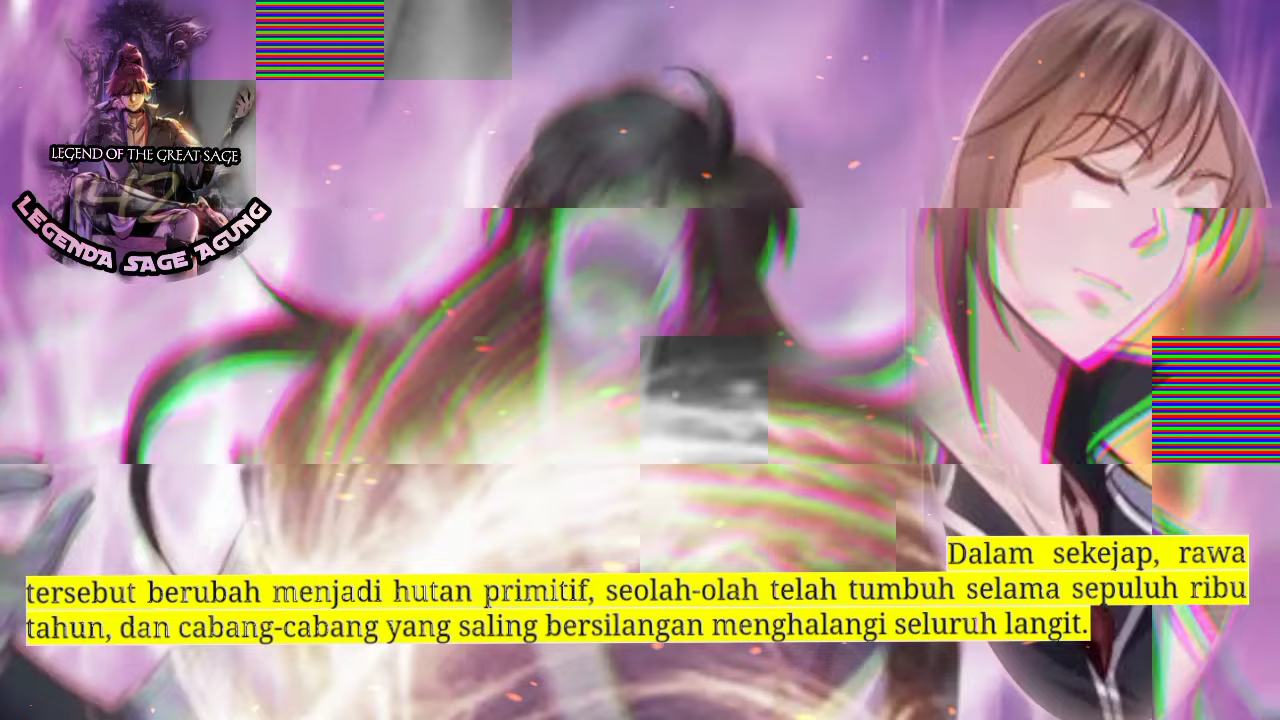 LEGEND OF THE GREAT SAGE
LEGENDA SAGE AGUNG
Dalam sekejap, rawa
tersebut berubah menjadi hutan primitif, seolah-olah telah tumbuh selama sepuluh ribu
tahun, dan cabang-cabang yang saling bersilangan menghalangi seluruh langit.